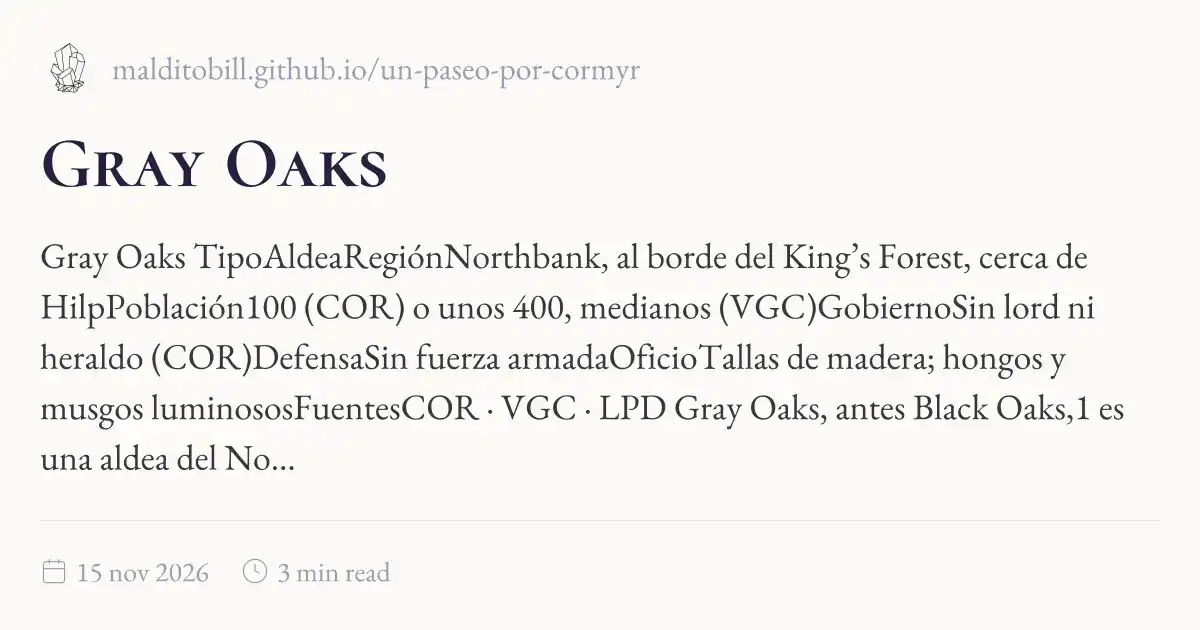 malditobill.github.io/un-paseo-por-cormyr
Gray Oaks
Gray Oaks TipoAldeaRegiónNorthbank, al borde del King’s Forest, cerca de
HilpPoblación100 (COR) o unos 400, medianos (VGC)GobiernoSin lord ni
heraldo (COR)DefensaSin fuerza armadaOficioTallas de madera; hongos y
musgos luminososFuentesCOR · VGC · LPD Gray Oaks, antes Black Oaks,1 es
una aldea del No...
15 nov 2026 3 min read